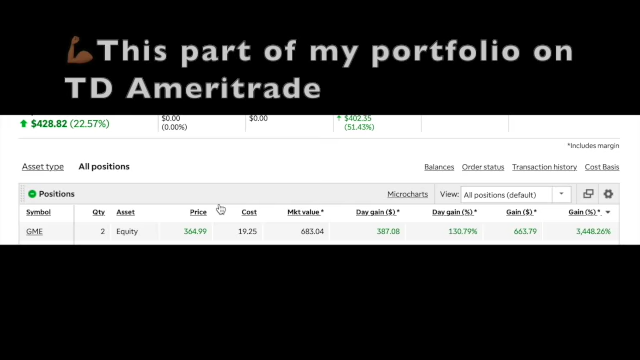 💪🏾This part of my portfolio on
TD Ameritrade
$428.82 (22.57%)
$0.00
(0.00%)
$0.00
$402.35
(51.43%)
*Includes margin
Asset type All positions Balances Order status Transaction history Cost Basis
Positions Microcharts View: All positions (default)
Symbol Qty Asset Price Cost Mkt value * Day gain ($) * Day gain (%) * Gain ($) * Gain (%) *
GME 2 Equity 364.99 19.25 683.04 387.08 130.79% 663.79 3,448.26%